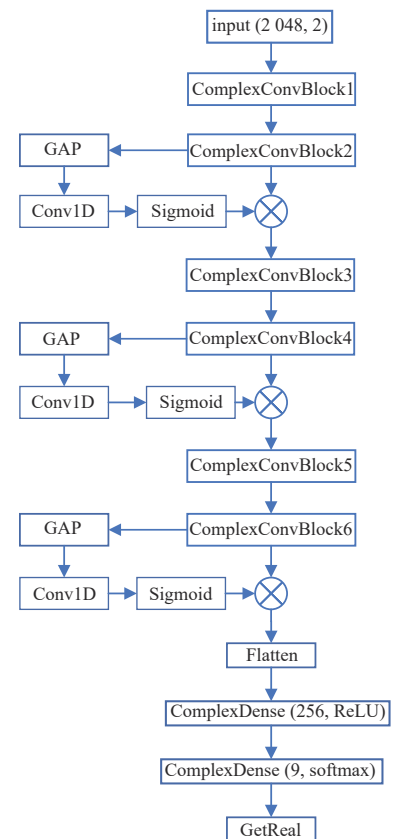 input (2 048, 2)
ComplexConvBlock1
GAP
ComplexConvBlock2
Conv1D
Sigmoid
ComplexConvBlock3
GAP
ComplexConvBlock4
Conv1D
Sigmoid
ComplexConvBlock5
GAP
ComplexConvBlock6
Conv1D
Sigmoid
Flatten
ComplexDense (256, ReLU)
ComplexDense (9, softmax)
GetReal